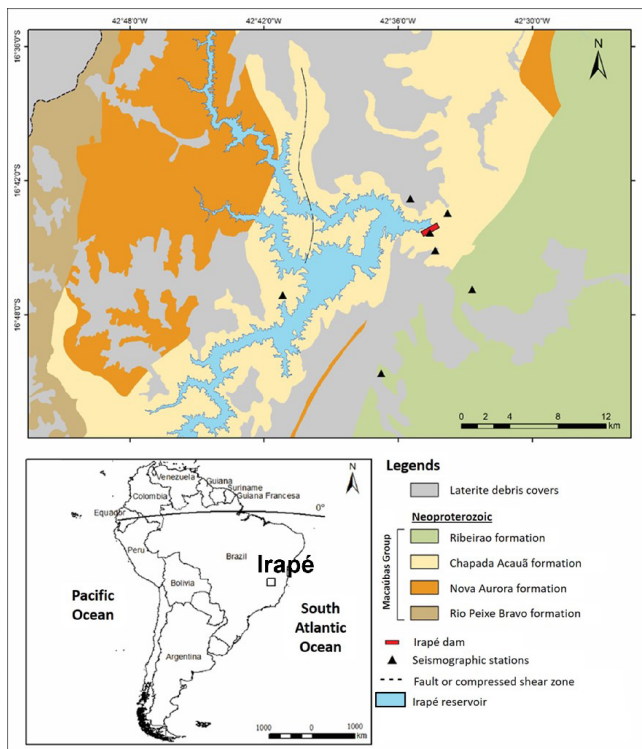 42°48'0"W 42°42'0"W 42°36'0"W 42°30'0"W
16°36'0"S
16°42'0"S
16°48'0"S
N
0 2 4 8 12
km
N
Venezuela
Guiana
Suriname
Guiana Francesa
Colombia
Equador
0°
Peru
Brazil
Irapé
Bolivia
Pacific
Ocean
South
Atlantic
Ocean
Argentina
1000 0 1000
km
Legends
Laterite debris covers
Neoproterozoic
Macaúbas Group
Ribeirao formation
Chapada Acauã formation
Nova Aurora formation
Rio Peixe Bravo formation
Irapé dam
Seismographic stations
Fault or compressed shear zone
Irapé reservoir